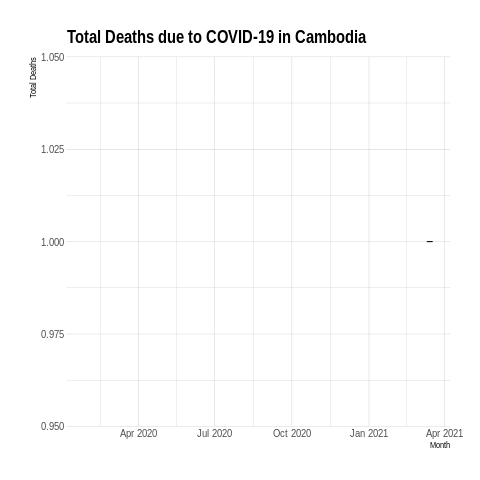 Total Deaths due to COVID-19 in Cambodia
Total Deaths
1.050
1.025
1.000
0.975
0.950
Apr 2020 Jul 2020 Oct 2020 Jan 2021 Apr 2021
Month